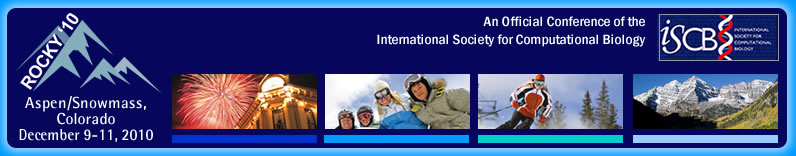 ROCKY '10
Aspen/Snowmass,
Colorado
December 9-11, 2010
An Official Conference of the
International Society for Computational Biology
iSCB
INTERNATIONAL
SOCIETY FOR
COMPUTATIONAL
BIOLOGY